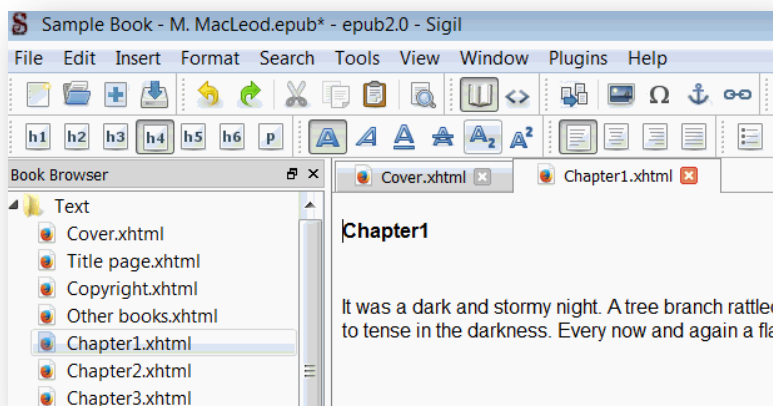 Sample Book - M. MacLeod.epub* - epub2.0 - Sigil
File Edit Insert Format Search Tools View Window Plugins Help
h1 h2 h3 h4 h5 h6 p A A A A A2 A2
Book Browser
Cover.xhtml Chapter1.xhtml
Text
Cover.xhtml
Title page.xhtml
Copyright.xhtml
Other books.xhtml
Chapter1.xhtml
Chapter2.xhtml
Chapter3.xhtml
Chapter1
It was a dark and stormy night. A tree branch rattle
to tense in the darkness. Every now and again a fla